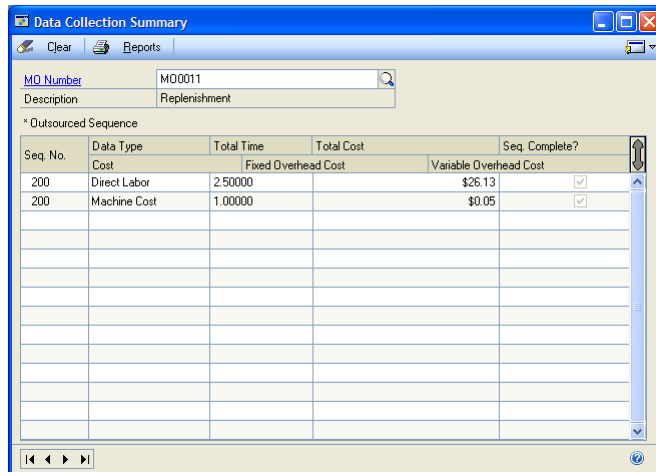 Data Collection Summary
Clear Reports
MO Number MO0011
Description Replenishment
* Outsourced Sequence
Seq. No. Data Type Total Time Total Cost Seq. Complete?
Cost Fixed Overhead Cost Variable Overhead Cost
200 Direct Labor 2.50000 $26.13
200 Machine Cost 1.00000 $0.05